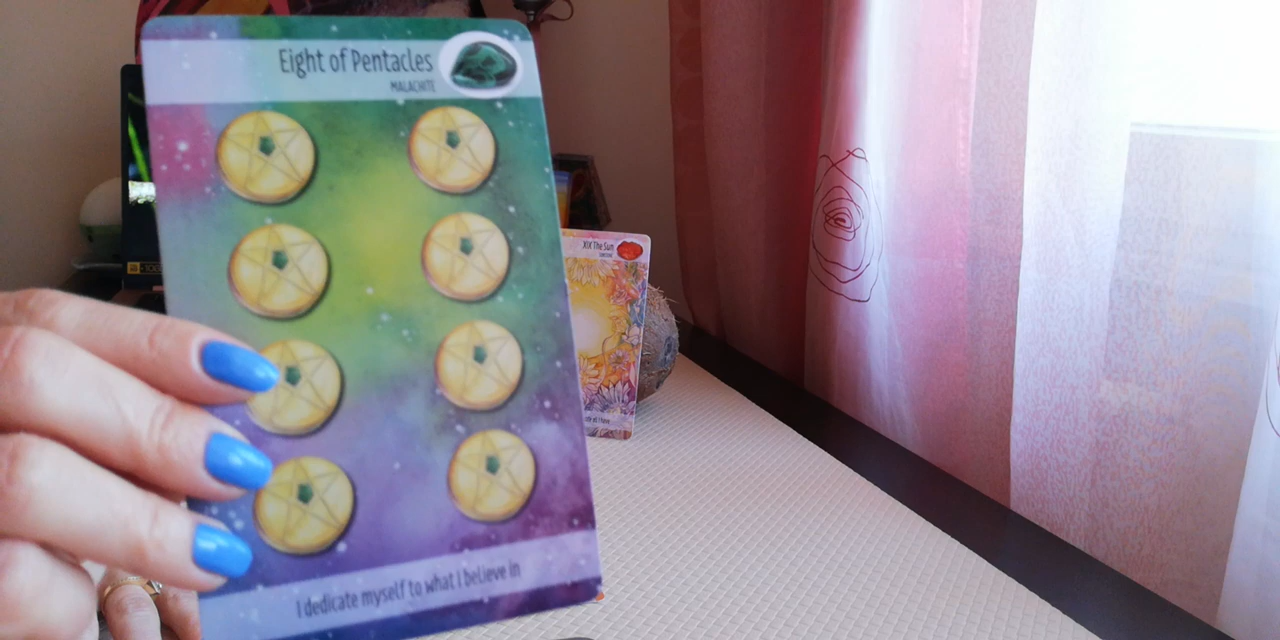 Eight of Pentacles
MALACHITE
I dedicate myself to what I believe in
XIX The Sun